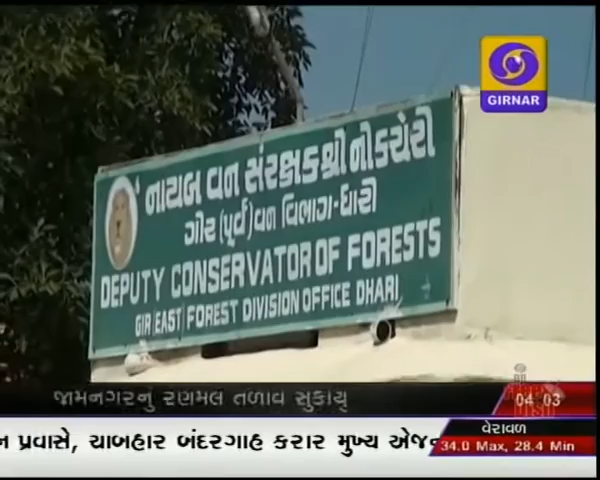 GIRNAR
નાયબ વન સંરક્ષકશ્રીની કચેરી
ગીર (પૂર્વ) વન વિભાગ-ધારી
DEPUTY CONSERVATOR OF FORESTS
GIR EAST FOREST DIVISION OFFICE DHARI
જામનગરનું રણમલ તળાવ સુકાયુ
04 03
ન પ્રવાસે, ચાબહાર બંદરગાહ કરાર મુખ્ય
વેરાવળ
34.0 Max, 28.4 Min